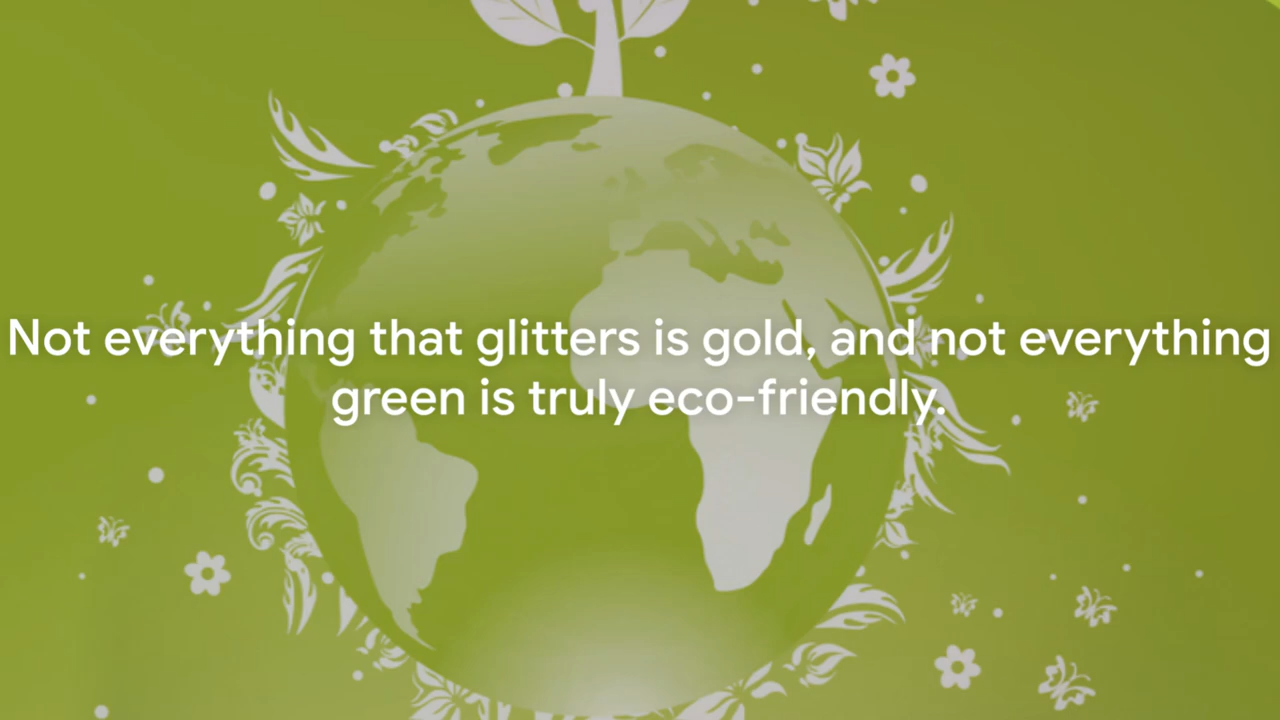 Not everything that glitters is gold, and not everything
green is truly eco-friendly.